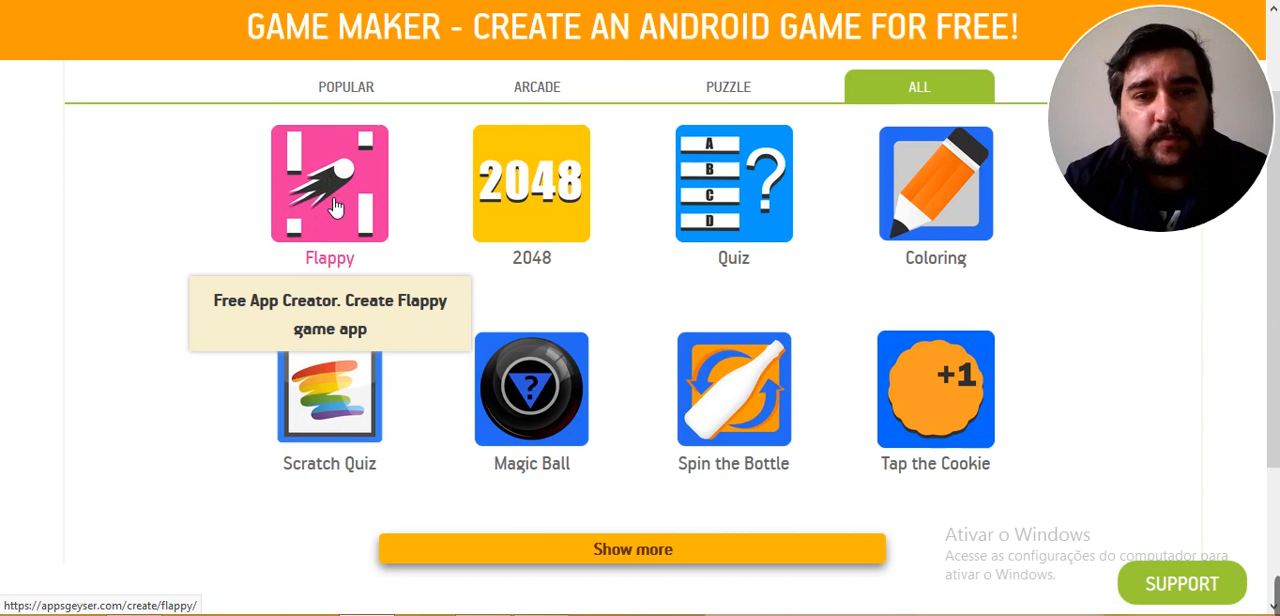 GAME MAKER - CREATE AN ANDROID GAME FOR FREE!
POPULAR
ARCADE
PUZZLE
ALL
2048
A
B
C
D
?
Flappy
2048
Quiz
Coloring
Free App Creator. Create Flappy
game app
?
+1
Scratch Quiz
Magic Ball
Spin the Bottle
Tap the Cookie
Show more
Ativar o Windows
Acesse as configurações do computador para
ativar o Windows.
SUPPORT
https://appsgeyser.com/create/flappy/